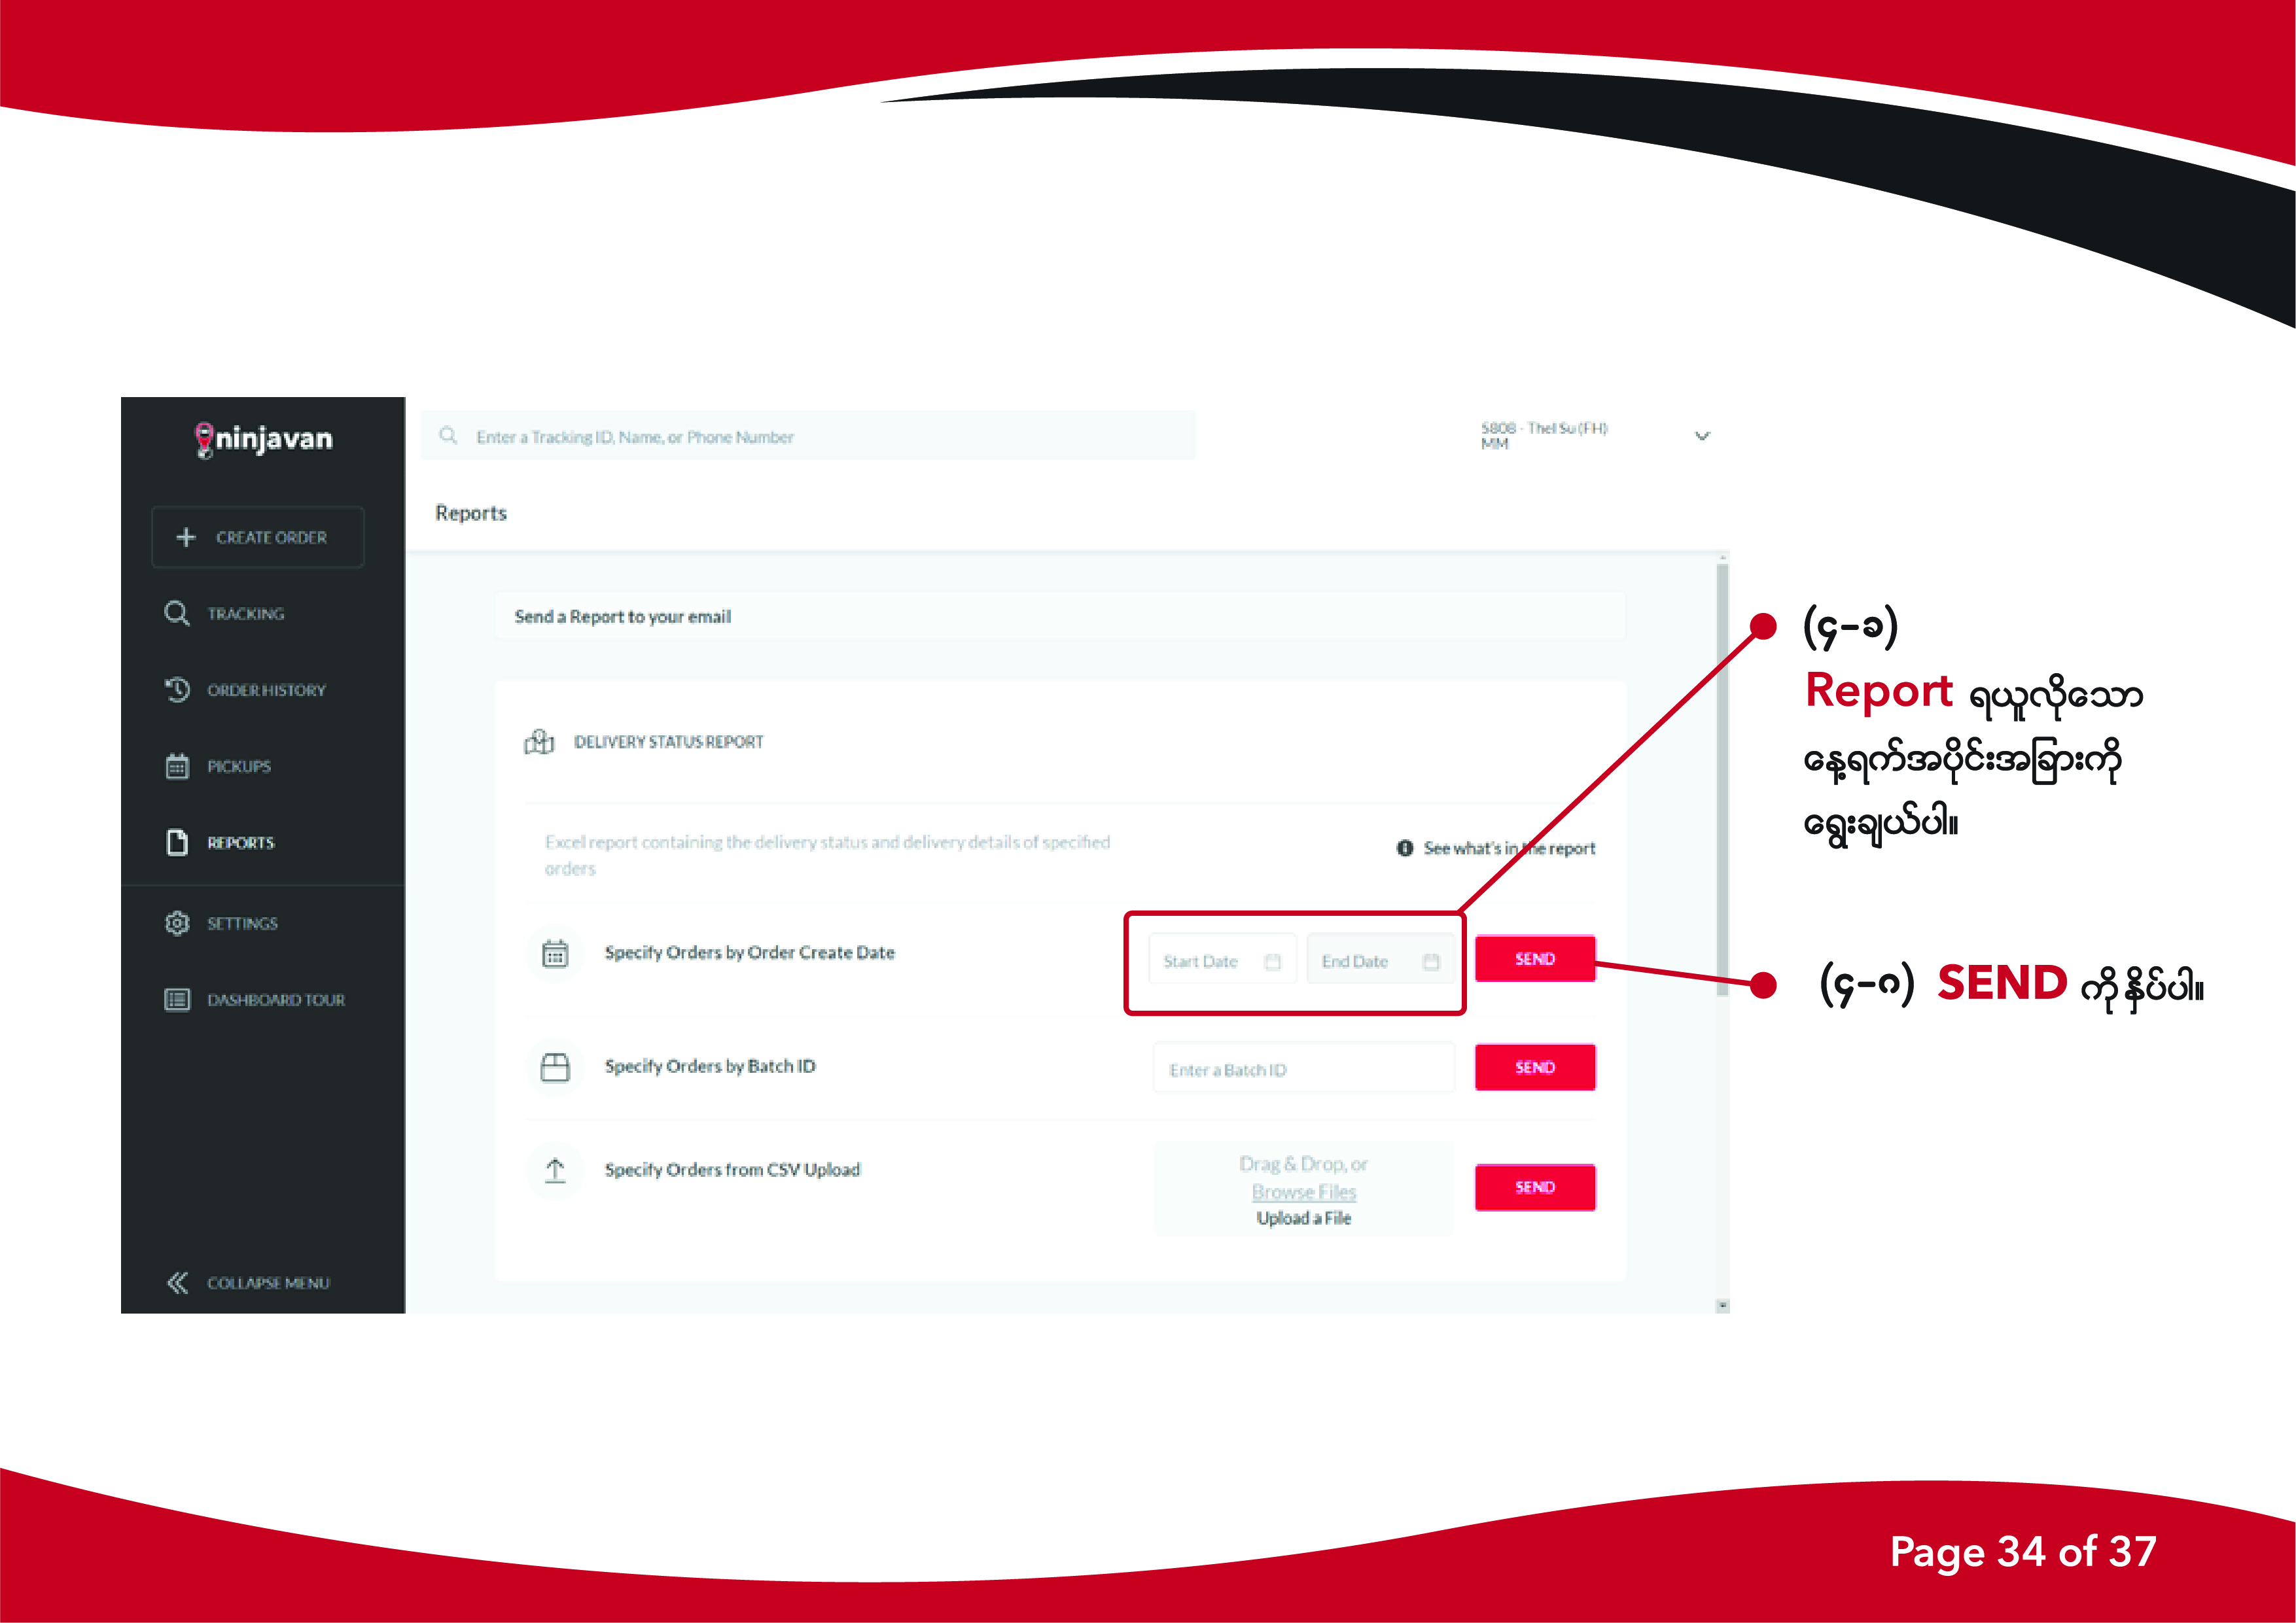 ninjavan
Enter a Tracking ID, Name, or Phone Number
5808 - Thel Su (FH)
MM
Reports
CREATE ORDER
TRACKING
ORDER HISTORY
PICKUPS
REPORTS
SETTINGS
DASHBOARD TOUR
COLLAPSE MENU
Send a Report to your email
DELIVERY STATUS REPORT
Excel report containing the delivery status and delivery details of specified
orders
See what's in the report
Specify Orders by Order Create Date
Start Date
End Date
SEND
Specify Orders by Batch ID
Enter a Batch ID
SEND
Specify Orders from CSV Upload
Drag & Drop, or
Browse Files
Upload a File
SEND
(၄-ခ)
Report ရယူလိုသော
နေ့ရက်အပိုင်းအခြားကို
ရွေးချယ်ပါ။
(၄-ဂ) SEND ကိုနှိပ်ပါ။
Page 34 of 37